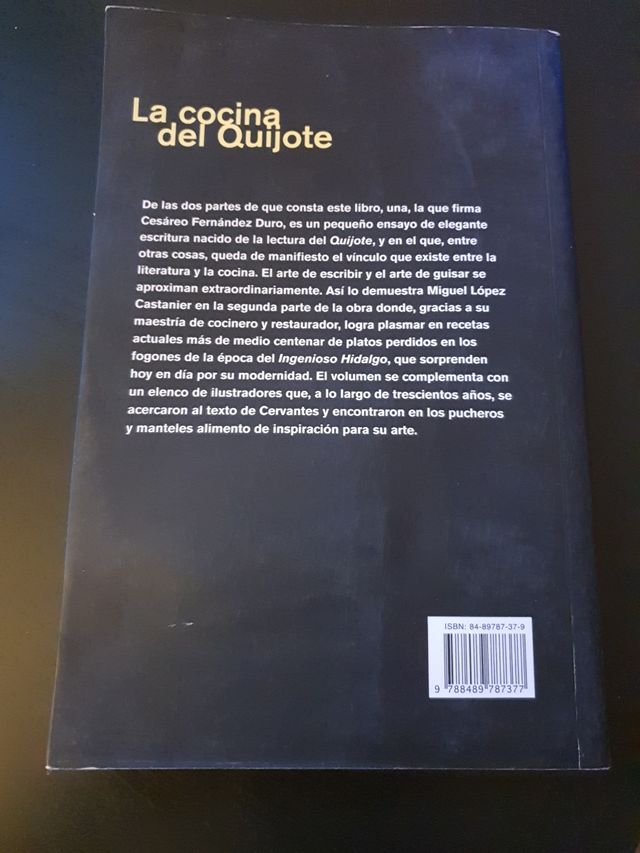 La cocina
del Quijote
De las dos partes de que consta este libro, una, la que firma
Cesáreo Fernández Duro, es un pequeño ensayo de elegante
escritura nacido de la lectura del Quijote, y en el que, entre
otras cosas, queda de manifiesto el vínculo que existe entre la
literatura y la cocina. El arte de escribir y el arte de guisar se
aproximan extraordinariamente. Así lo demuestra Miguel López
Castanier en la segunda parte de la obra donde, gracias a su
maestría de cocinero y restaurador, logra plasmar en recetas
actuales más de medio centenar de platos perdidos en los
fogones de la época del Ingenioso Hidalgo, que sorprenden
hoy en día por su modernidad. El volumen se complementa con
un elenco de ilustradores que, a lo largo de trescientos años, se
acercaron al texto de Cervantes y encontraron en los pucheros
y manteles alimento de inspiración para su arte.
ISBN: 84-89787-37-9
9 788489 787377